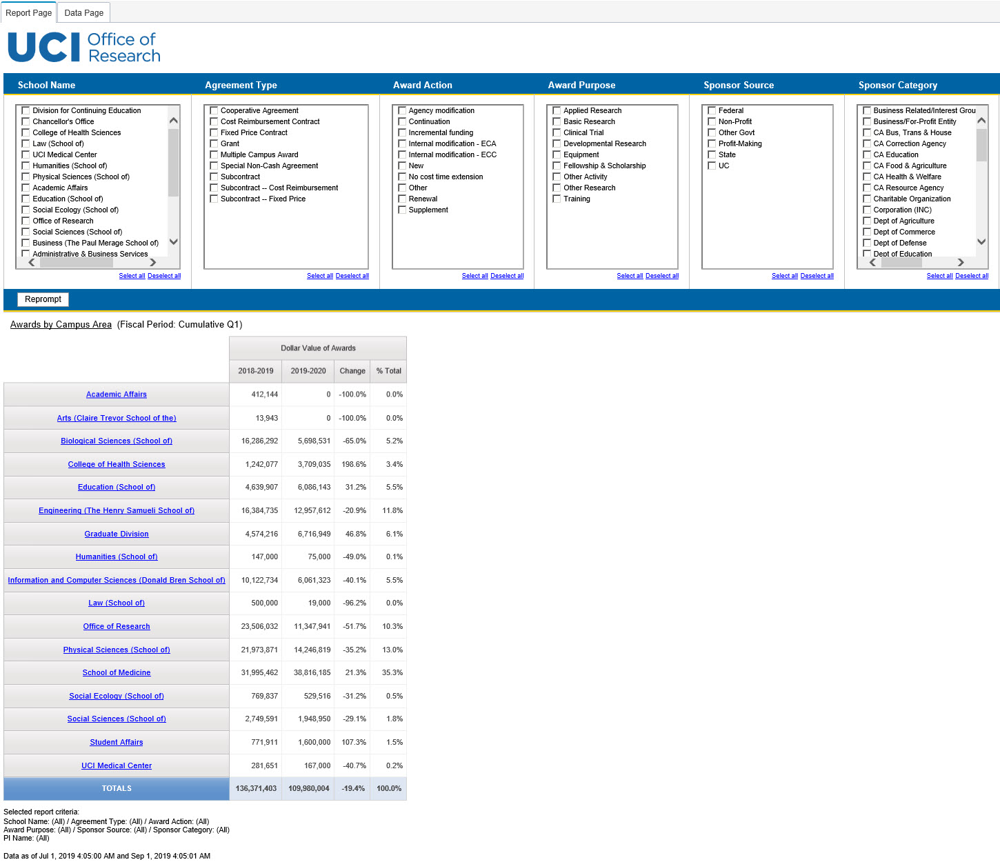 Report Page Data Page
UCI Office of
Research
School Name Agreement Type Award Action Award Purpose Sponsor Source Sponsor Category
Division for Continuing Education
Chancellor's Office
College of Health Sciences
Law (School of)
UCI Medical Center
Humanities (School of)
Physical Sciences (School of)
Academic Affairs
Education (School of)
Social Ecology (School of)
Office of Research
Social Sciences (School of)
Business (The Paul Merage School of)
Administrative & Business Services
Select all Deselect all
Cooperative Agreement
Cost Reimbursement Contract
Fixed Price Contract
Grant
Multiple Campus Award
Special Non-Cash Agreement
Subcontract
Subcontract -- Cost Reimbursement
Subcontract -- Fixed Price
Select all Deselect all
Agency modification
Continuation
Incremental funding
Internal modification - ECA
Internal modification - ECC
New
No cost time extension
Other
Renewal
Supplement
Select all Deselect all
Applied Research
Basic Research
Clinical Trial
Developmental Research
Equipment
Fellowship & Scholarship
Other Activity
Other Research
Training
Select all Deselect all
Federal
Non-Profit
Other Govt
Profit-Making
State
UC
Select all Deselect all
Business Related/Interest Grou
Business/For-Profit Entity
CA Bus, Trans & House
CA Correction Agency
CA Education
CA Food & Agriculture
CA Health & Welfare
CA Resource Agency
Charitable Organization
Corporation (INC)
Dept of Agriculture
Dept of Commerce
Dept of Defense
Dept of Education
Select all Deselect all
Reprompt
Awards by Campus Area (Fiscal Period: Cumulative Q1)
Dollar Value of Awards
2018-2019 2019-2020 Change % Total
Academic Affairs 412,144 0 -100.0% 0.0%
Arts (Claire Trevor School of the) 13,943 0 -100.0% 0.0%
Biological Sciences (School of) 16,286,292 5,698,531 -65.0% 5.2%
College of Health Sciences 1,242,077 3,709,035 198.6% 3.4%
Education (School of) 4,639,907 6,086,143 31.2% 5.5%
Engineering (The Henry Samueli School of) 16,384,735 12,957,612 -20.9% 11.8%
Graduate Division 4,574,216 6,716,949 46.8% 6.1%
Humanities (School of) 147,000 75,000 -49.0% 0.1%
Information and Computer Sciences (Donald Bren School of) 10,122,734 6,061,323 -40.1% 5.5%
Law (School of) 500,000 19,000 -96.2% 0.0%
Office of Research 23,506,032 11,347,941 -51.7% 10.3%
Physical Sciences (School of) 21,973,871 14,246,819 -35.2% 13.0%
School of Medicine 31,995,462 38,816,185 21.3% 35.3%
Social Ecology (School of) 769,837 529,516 -31.2% 0.5%
Social Sciences (School of) 2,749,591 1,948,950 -29.1% 1.8%
Student Affairs 771,911 1,600,000 107.3% 1.5%
UCI Medical Center 281,651 167,000 -40.7% 0.2%
TOTALS 136,371,403 109,980,004 -19.4% 100.0%
Selected report criteria:
School Name: (All) / Agreement Type: (All) / Award Action: (All)
Award Purpose: (All) / Sponsor Source: (All) / Sponsor Category: (All)
PI Name: (All)
Data as of Jul 1, 2019 4:05:00 AM and Sep 1, 2019 4:05:01 AM